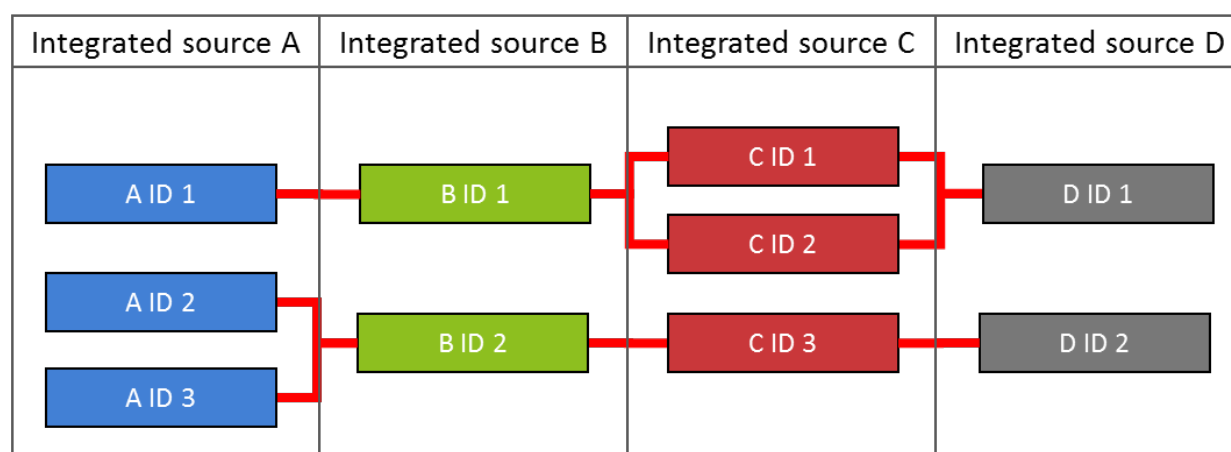 Integrated source A
Integrated source B
Integrated source C
Integrated source D
A ID 1
B ID 1
C ID 1
C ID 2
D ID 1
A ID 2
A ID 3
B ID 2
C ID 3
D ID 2